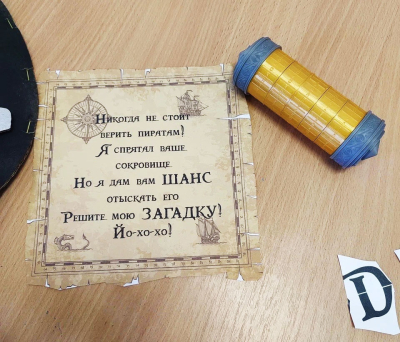 Никогда не стоит
верить пиратам!
Я спрятал ваше
сокровище.
Но я дам вам ШАНС
отыскать его
Решите мою ЗАГАДКУ!
Йо-хо-хо!
D